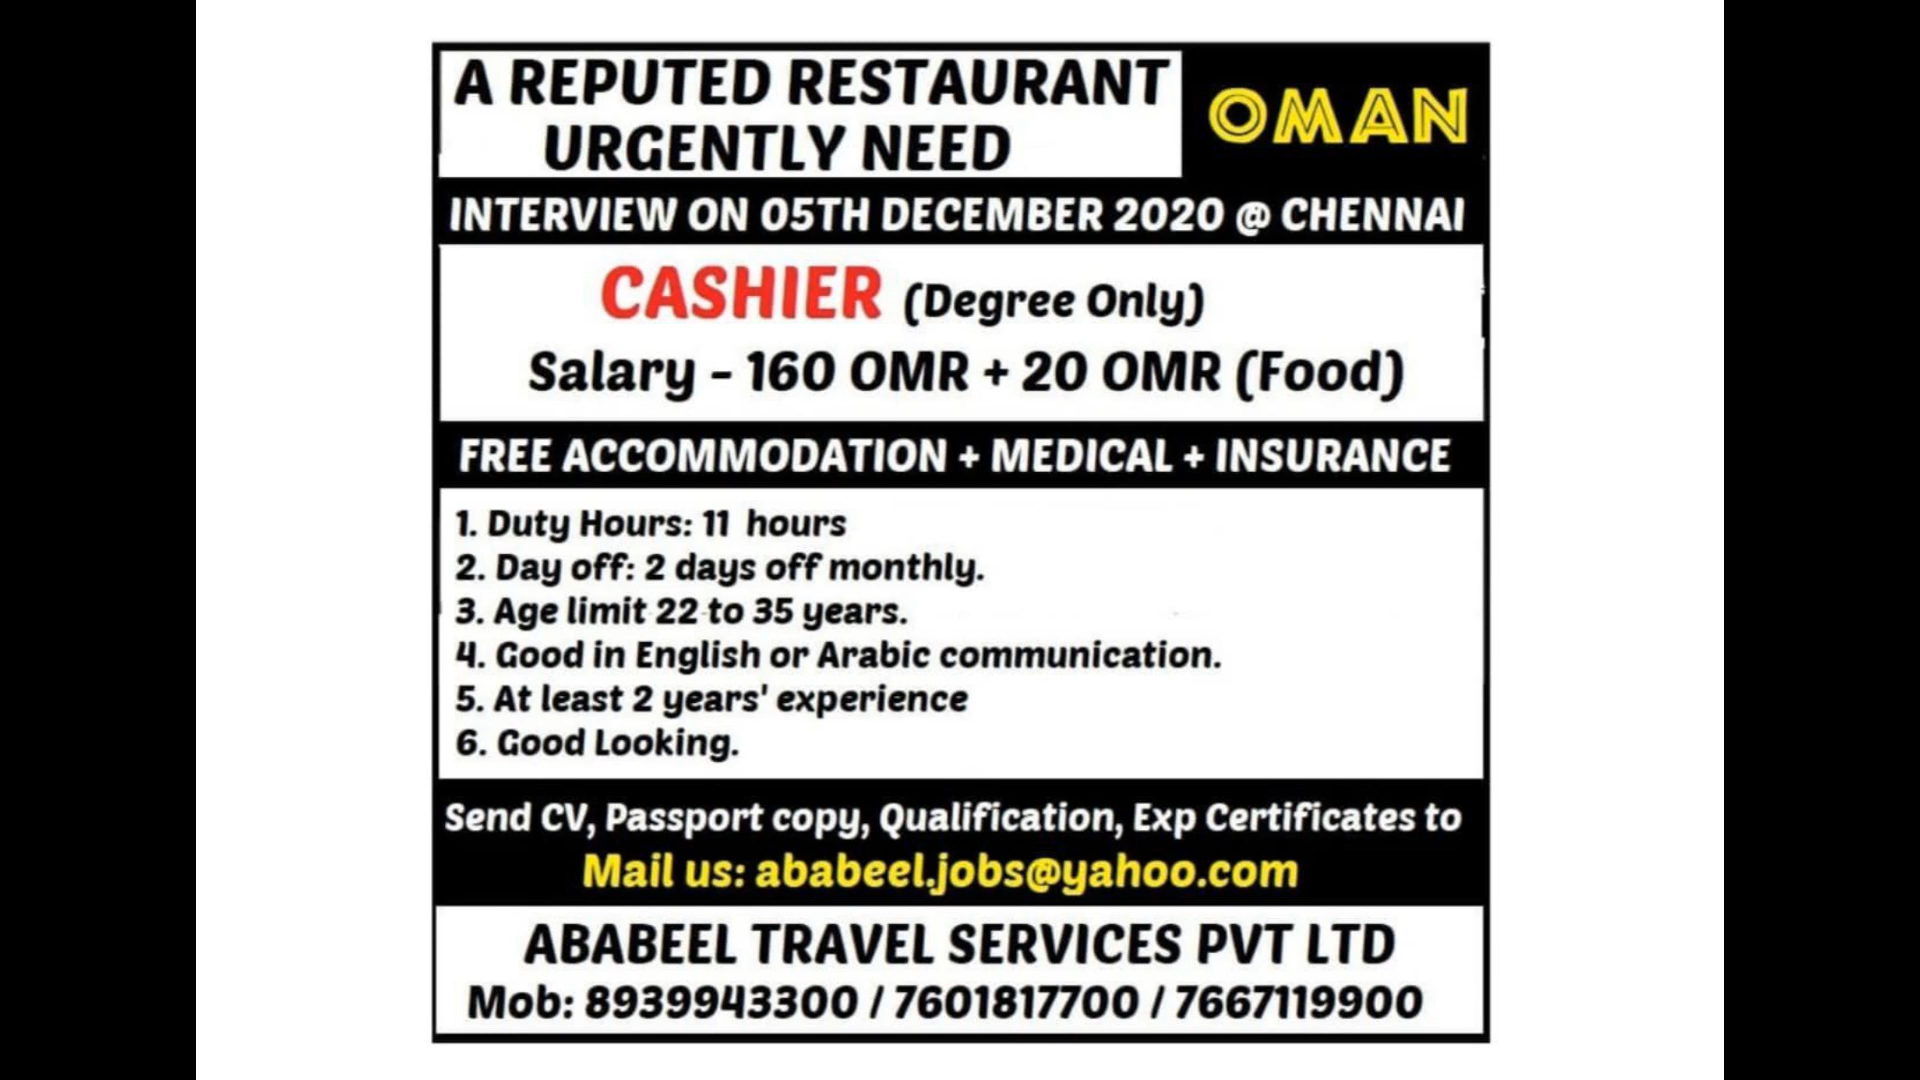 A REPUTED RESTAURANT
URGENTLY NEED
OMAN
INTERVIEW ON 05TH DECEMBER 2020 @ CHENNAI
CASHIER (Degree Only)
Salary - 160 OMR + 20 OMR (Food)
FREE ACCOMMODATION + MEDICAL + INSURANCE
1. Duty Hours: 11 hours
2. Day off: 2 days off monthly.
3. Age limit 22 to 35 years.
4. Good in English or Arabic communication.
5. At least 2 years' experience
6. Good Looking.
Send CV, Passport copy, Qualification, Exp Certificates to
Mail us: ababeel.jobs@yahoo.com
ABABEEL TRAVEL SERVICES PVT LTD
Mob: 8939943300 / 7601817700 / 7667119900